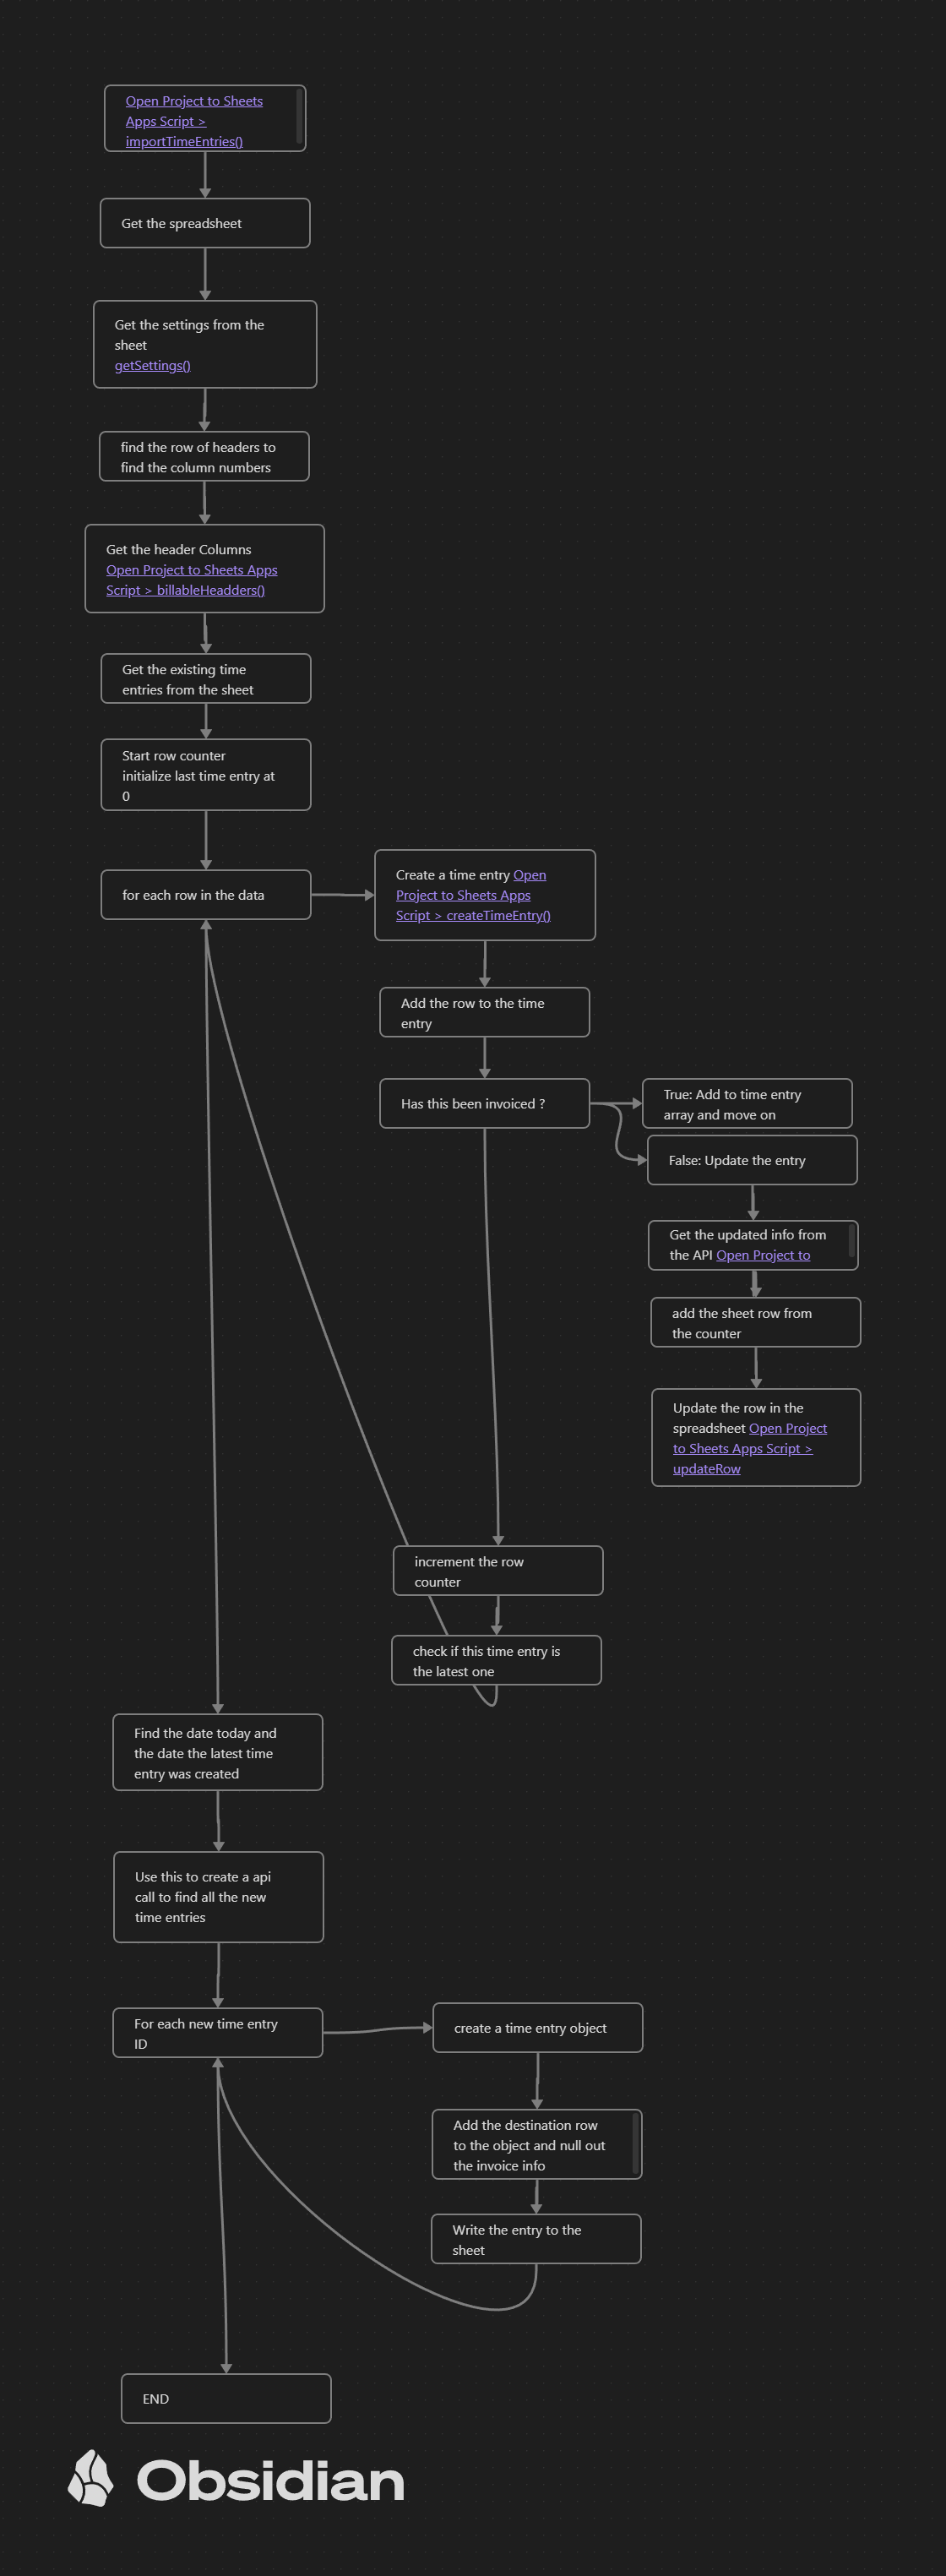 Open Project to Sheets
Apps Script >
importTimeEntries()
Get the spreadsheet
Get the settings from the
sheet
getSettings()
find the row of headers to
find the column numbers
Get the header Columns
Open Project to Sheets Apps
Script > billableHeadders()
Get the existing time
entries from the sheet
Start row counter
initialize last time entry at
0
for each row in the data
Create a time entry Open
Project to Sheets Apps
Script > createTimeEntry()
Add the row to the time
entry
Has this been invoiced ?
True: Add to time entry
array and move on
False: Update the entry
Get the updated info from
the API Open Project to
add the sheet row from
the counter
Update the row in the
spreadsheet Open Project
to Sheets Apps Script >
updateRow
increment the row
counter
check if this time entry is
the latest one
Find the date today and
the date the latest time
entry was created
Use this to create a api
call to find all the new
time entries
For each new time entry
ID
create a time entry object
Add the destination row
to the object and null out
the invoice info
Write the entry to the
sheet
END
Obsidian